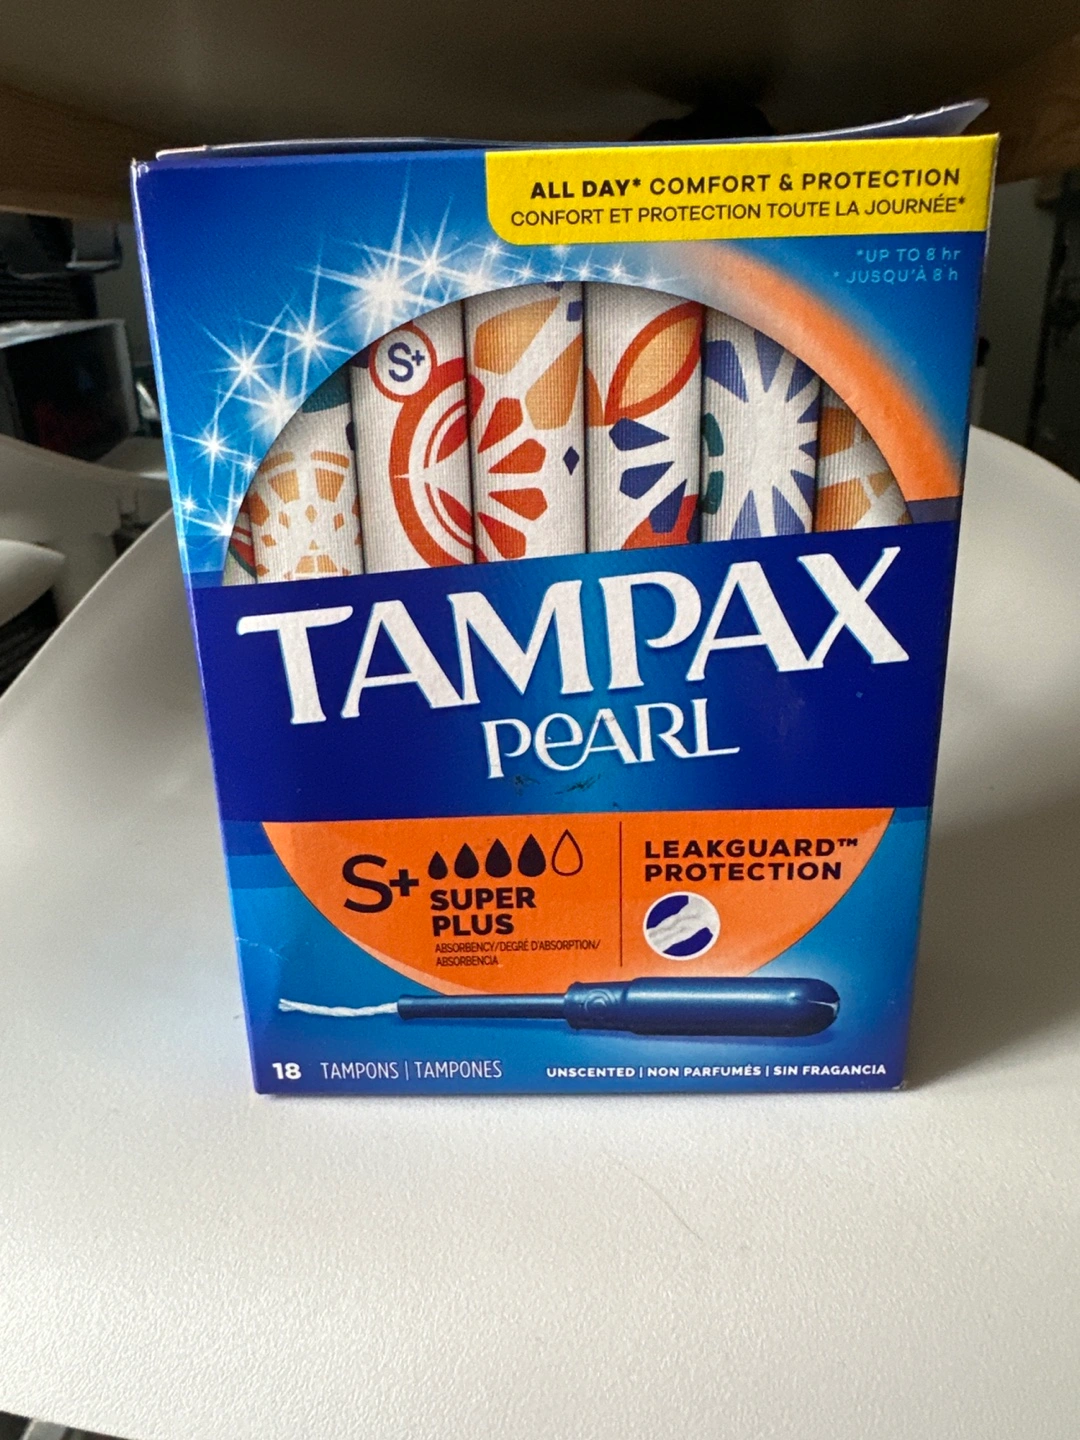 ALL DAY* COMFORT & PROTECTION
CONFORT ET PROTECTION TOUTE LA JOURNÉE*
*UP TO 8 hr
* JUSQU'À 8 h
S+
TAMPAX
PEARL
S+
SUPER
PLUS
ABSORBENCY/DEGRÉ D'ABSORPTION/
ABSORBENCIA
LEAKGUARD™
PROTECTION
18 TAMPONS | TAMPONES
UNSCENTED | NON PARFUMÉS | SIN FRAGANCIA